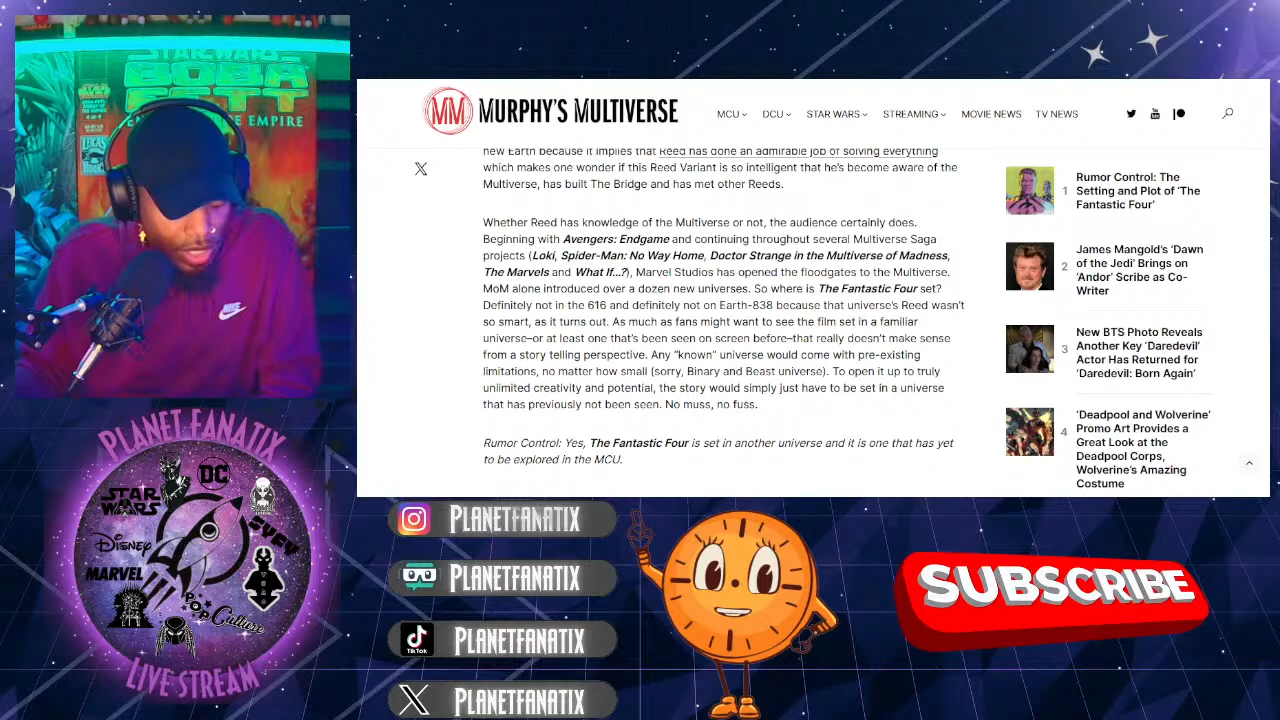 STAR WARS
BOBA
FETT
EMPIRE
MM MURPHY'S MULTIVERSE
MCU DCU STAR WARS STREAMING MOVIE NEWS TV NEWS
new Earth because it implies that Reed has done an admirable job of solving everything
which makes one wonder if this Reed Variant is so intelligent that he's become aware of the
Multiverse, has built The Bridge and has met other Reeds.
Whether Reed has knowledge of the Multiverse or not, the audience certainly does.
Beginning with Avengers: Endgame and continuing throughout several Multiverse Saga
projects (Loki, Spider-Man: No Way Home, Doctor Strange in the Multiverse of Madness,
The Marvels and What If...?), Marvel Studios has opened the floodgates to the Multiverse.
MoM alone introduced over a dozen new universes. So where is The Fantastic Four set?
Definitely not in the 616 and definitely not on Earth-838 because that universe's Reed wasn't
so smart, as it turns out. As much as fans might want to see the film set in a familiar
universe–or at least one that's been seen on screen before–that really doesn't make sense
from a story telling perspective. Any "known" universe would come with pre-existing
limitations, no matter how small (sorry, Binary and Beast universe). To open it up to truly
unlimited creativity and potential, the story would simply just have to be set in a universe
that has previously not been seen. No muss, no fuss.
Rumor Control: Yes, The Fantastic Four is set in another universe and it is one that has yet
to be explored in the MCU.
1
Rumor Control: The
Setting and Plot of 'The
Fantastic Four'
2
James Mangold's 'Dawn
of the Jedi' Brings on
'Andor' Scribe as Co-
Writer
3
New BTS Photo Reveals
Another Key 'Daredevil'
Actor Has Returned for
'Daredevil: Born Again'
4
'Deadpool and Wolverine'
Promo Art Provides a
Great Look at the
Deadpool Corps,
Wolverine's Amazing
Costume
PLANET FANATIX
DC
STAR WARS
SYFY
DISNEY
MARVEL
POP Culture
LIVE STREAM
PLANETFANATIX
PLANETFANATIX
TikTok PLANETFANATIX
PLANETFANATIX
SUBSCRIBE